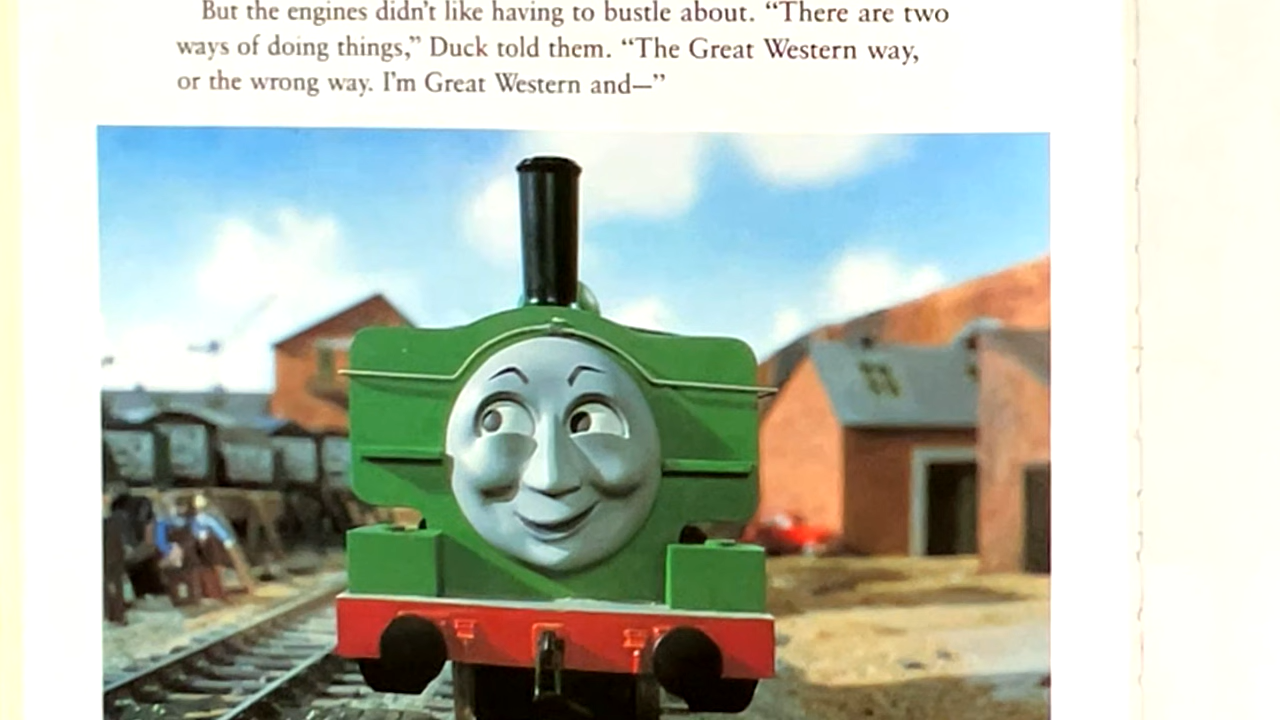 But the engines didn’t like having to bustle about. “There are two
ways of doing things,” Duck told them. “The Great Western way,
or the wrong way. I’m Great Western and—”